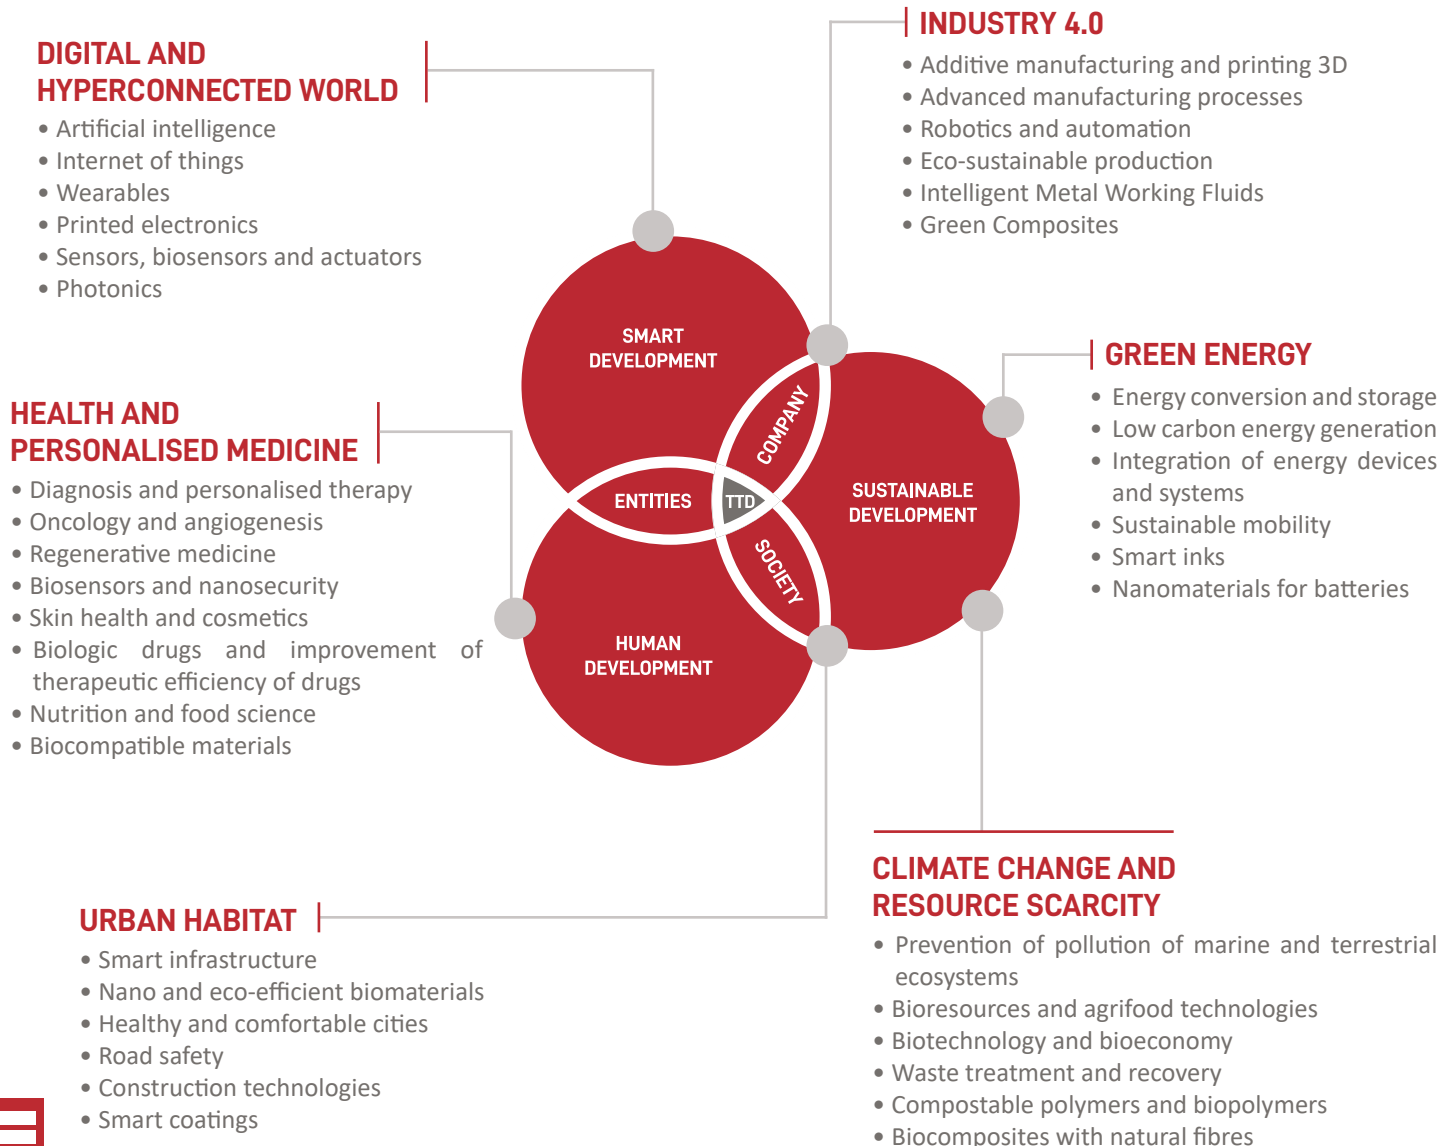 DIGITAL AND
HYPERCONNECTED WORLD
• Artificial intelligence
• Internet of things
• Wearables
• Printed electronics
• Sensors, biosensors and actuators
• Photonics
INDUSTRY 4.0
• Additive manufacturing and printing 3D
• Advanced manufacturing processes
• Robotics and automation
• Eco-sustainable production
• Intelligent Metal Working Fluids
• Green Composites
SMART
DEVELOPMENT
COMPANY
ENTITIES
TTD
SUSTAINABLE
DEVELOPMENT
SOCIETY
HUMAN
DEVELOPMENT
GREEN ENERGY
• Energy conversion and storage
• Low carbon energy generation
• Integration of energy devices
and systems
• Sustainable mobility
• Smart inks
• Nanomaterials for batteries
HEALTH AND
PERSONALISED MEDICINE
• Diagnosis and personalised therapy
• Oncology and angiogenesis
• Regenerative medicine
• Biosensors and nanosecurity
• Skin health and cosmetics
• Biologic drugs and improvement of
therapeutic efficiency of drugs
• Nutrition and food science
• Biocompatible materials
URBAN HABITAT
• Smart infrastructure
• Nano and eco-efficient biomaterials
• Healthy and comfortable cities
• Road safety
• Construction technologies
• Smart coatings
CLIMATE CHANGE AND
RESOURCE SCARCITY
• Prevention of pollution of marine and terrestrial
ecosystems
• Bioresources and agrifood technologies
• Biotechnology and bioeconomy
• Waste treatment and recovery
• Compostable polymers and biopolymers
• Biocomposites with natural fibres